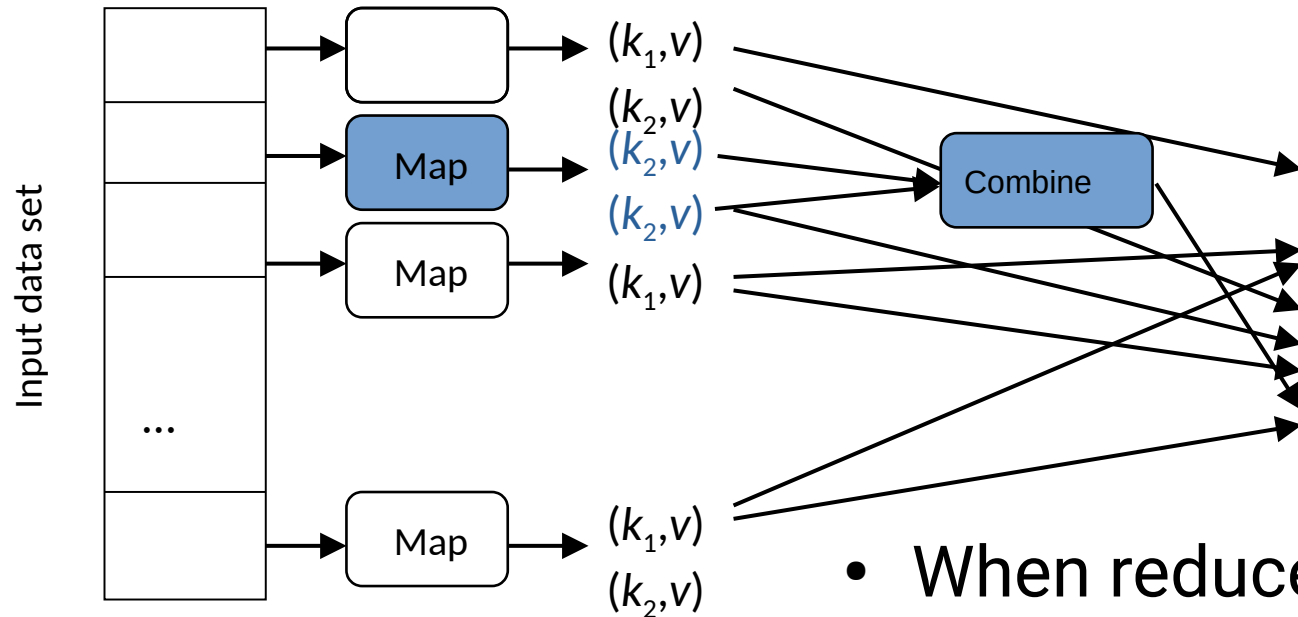 Input data set
(k₁,v)
(k₂,v)
(k₂,v)
Map
Combine
(k₂,v)
Map
(k₁,v)
...
Map
(k₁,v)
(k₂,v)
• When reduce